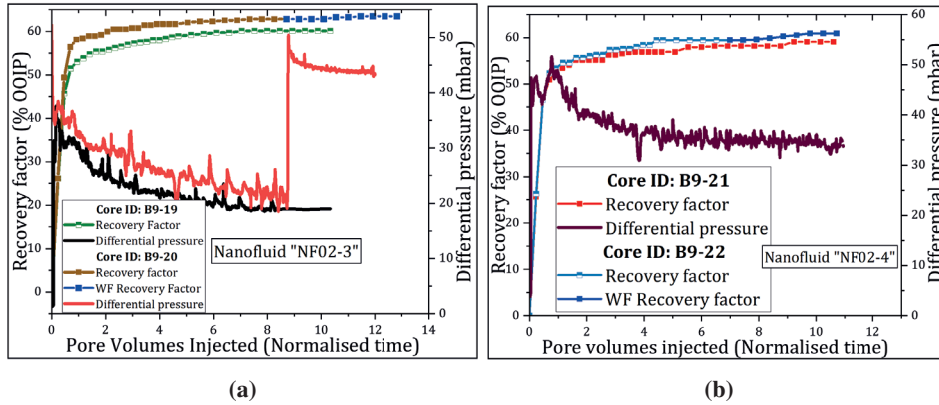 (a)
Recovery factor (% OOIP)
60
50
40
30
20
10
0
Core ID: B9-19
Recovery Factor
Differential pressure
Core ID: B9-20
Recovery factor
WF Recovery Factor
Differential pressure
Nanofluid "NF02-3"
50
40
30
20
10
0
Differential pressure (mbar)
0 2 4 6 8 10 12 14
Pore Volumes Injected (Normalised time)
(a)
(b)
Recovery factor (% OOIP)
60
50
40
30
20
10
0
Core ID: B9-21
Recovery factor
Differential pressure
Core ID: B9-22
Recovery factor
WF Recovery factor
Nanofluid "NF02-4"
60
50
40
30
20
10
0
Differential pressure (mbar)
0 2 4 6 8 10 12
Pore volumes injected (Normalised time)
(b)